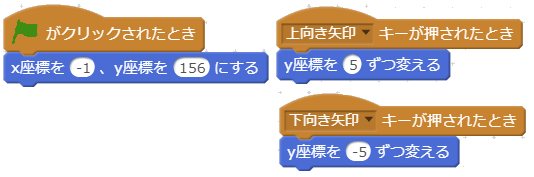 がクリックされたとき
x座標を -1 、y座標を 156 にする
上向き矢印 キーが押されたとき
y座標を 5 ずつ変える
下向き矢印 キーが押されたとき
y座標を -5 ずつ変える